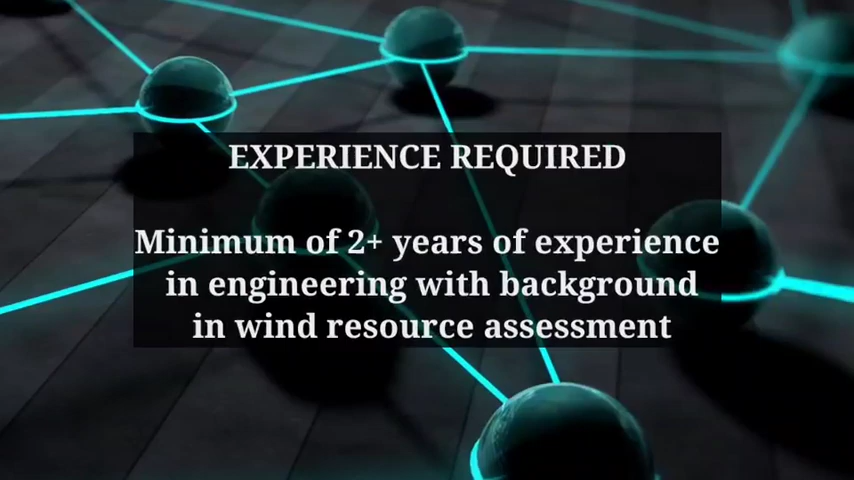 EXPERIENCE REQUIRED
Minimum of 2+ years of experience
in engineering with background
in wind resource assessment